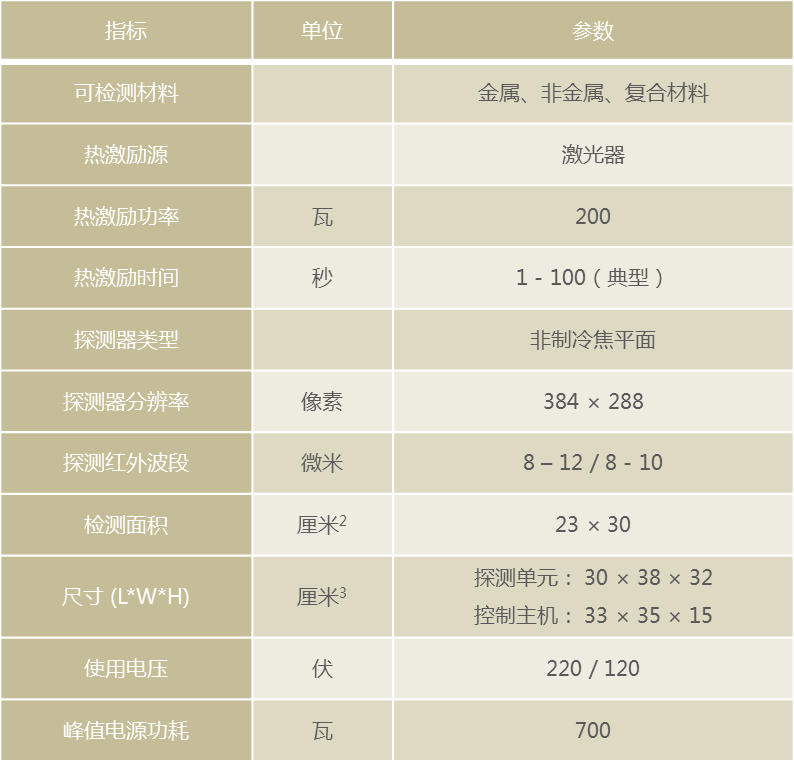 指标 单位 参数
可检测材料 金属、非金属、复合材料
热激励源 激光器
热激励功率 瓦 200
热激励时间 秒 1 - 100 ( 典型 )
探测器类型 非制冷焦平面
探测器分辨率 像素 384 × 288
探测红外波段 微米 8 – 12 / 8 - 10
检测面积 厘米2 23 × 30
尺寸 (L*W*H) 厘米3 探测单元： 30 × 38 × 32
控制主机： 33 × 35 × 15
使用电压 伏 220 / 120
峰值电源功耗 瓦 700